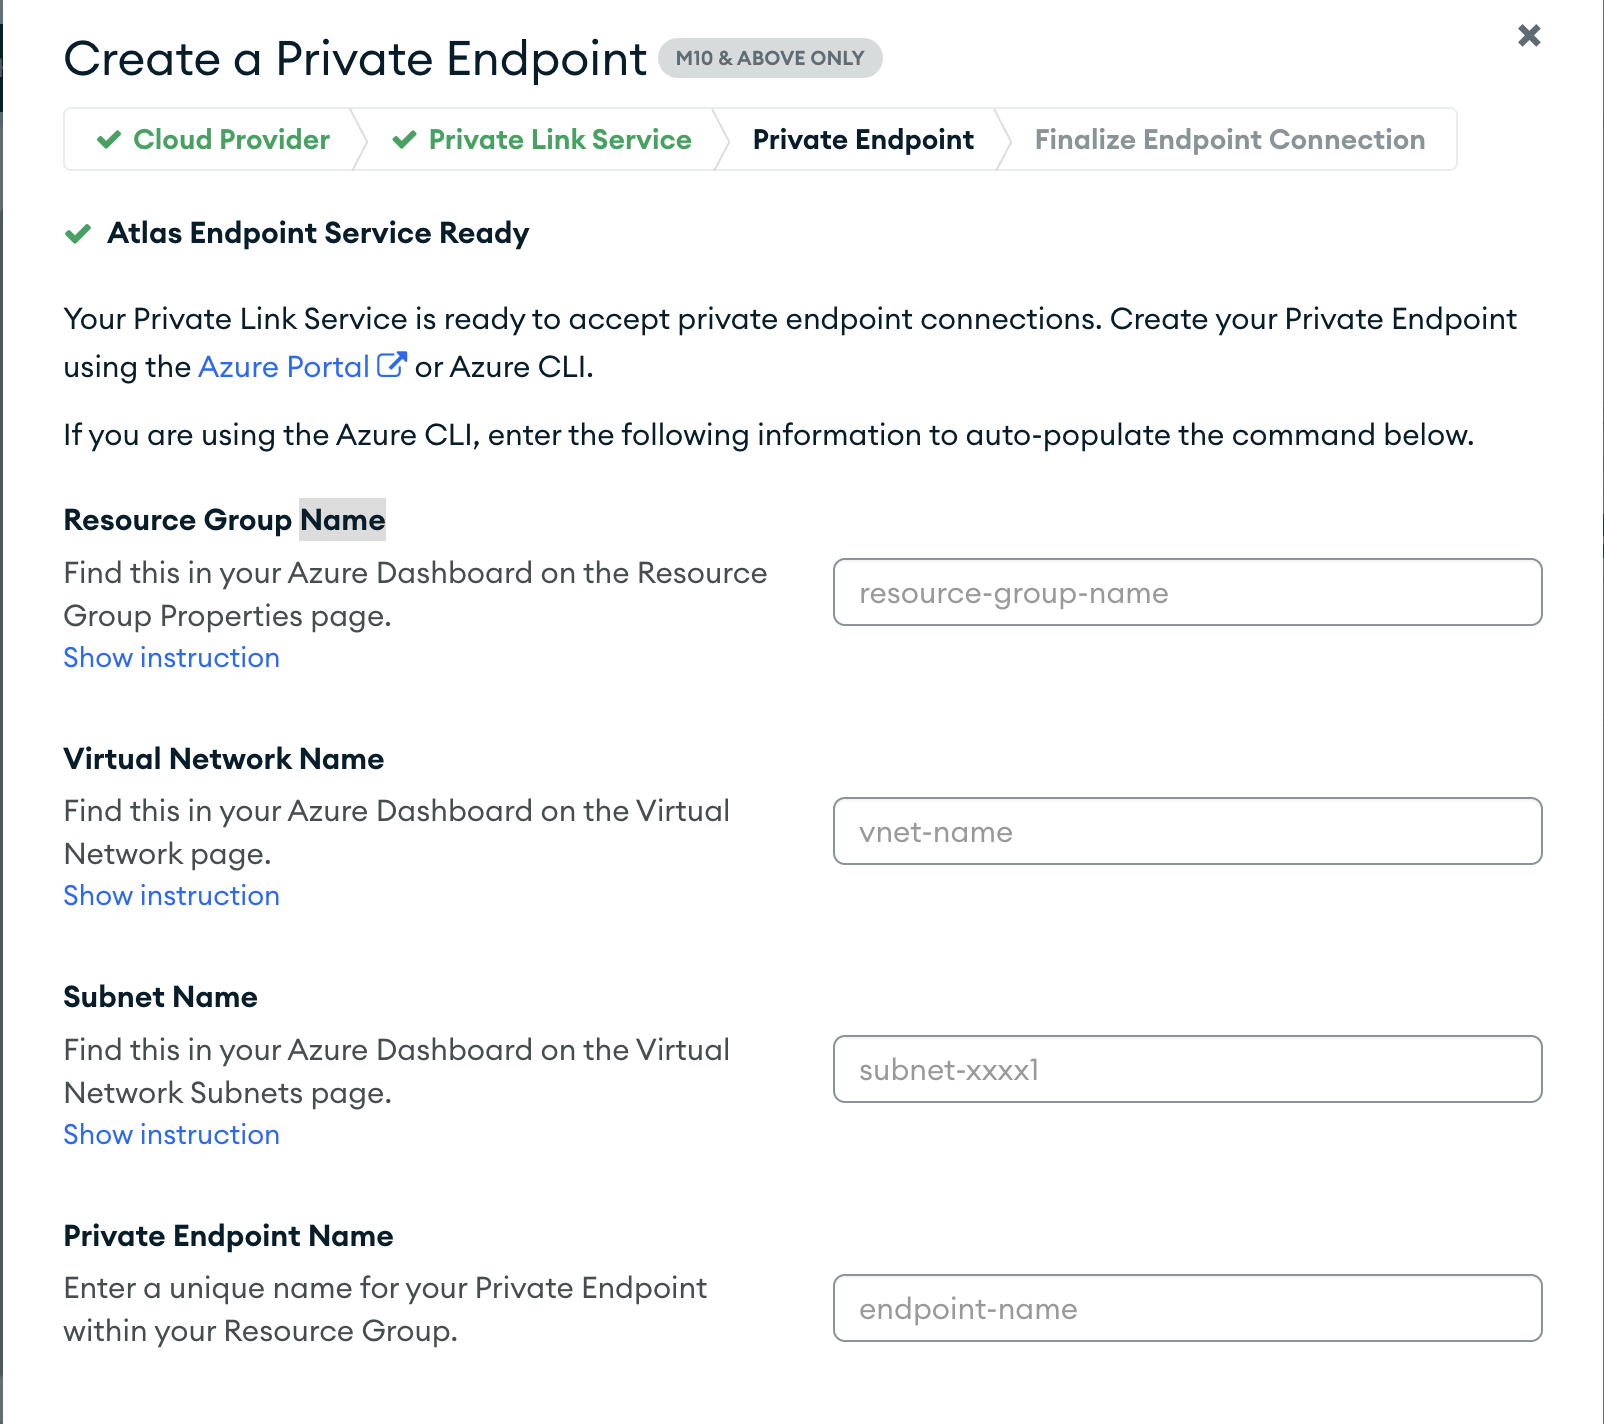 Create a Private Endpoint M10 & ABOVE ONLY
Cloud Provider Private Link Service Private Endpoint Finalize Endpoint Connection
Atlas Endpoint Service Ready
Your Private Link Service is ready to accept private endpoint connections. Create your Private Endpoint
using the Azure Portal or Azure CLI.
If you are using the Azure CLI, enter the following information to auto-populate the command below.
Resource Group Name
Find this in your Azure Dashboard on the Resource
Group Properties page.
Show instruction
resource-group-name
Virtual Network Name
Find this in your Azure Dashboard on the Virtual
Network page.
Show instruction
vnet-name
Subnet Name
Find this in your Azure Dashboard on the Virtual
Network Subnets page.
Show instruction
subnet-xxxx1
Private Endpoint Name
Enter a unique name for your Private Endpoint
within your Resource Group.
endpoint-name